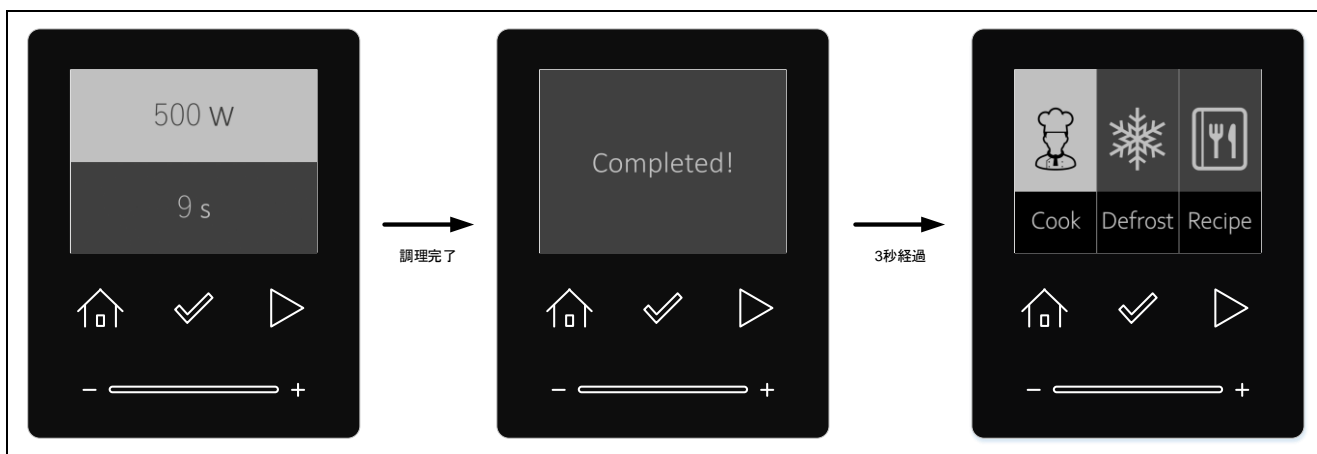 500 W
9 s
調理完了
Completed!
3秒経過
Cook Defrost Recipe
- +
- +
- +